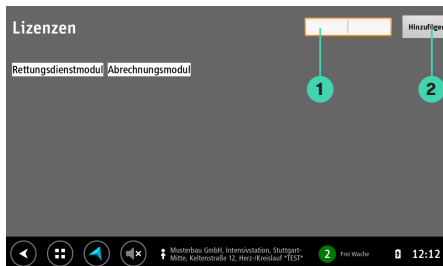 Lizenzen
Hinzufügen
1
2
Rettungsdienstmodul Abrechnungsmodul
Musterbau GmbH, Intensivstation, Stuttgart-
Mitte, Keltenstraße 12, Herz-/Kreislauf *TEST*
2 Frei Wache
12:12